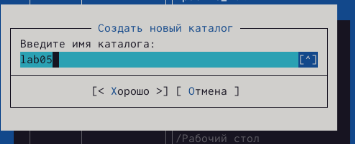 Создать новый каталог
Введите имя каталога:
lab05 [^]
[< Хорошо >] [ Отмена ]
/Рабочий стол